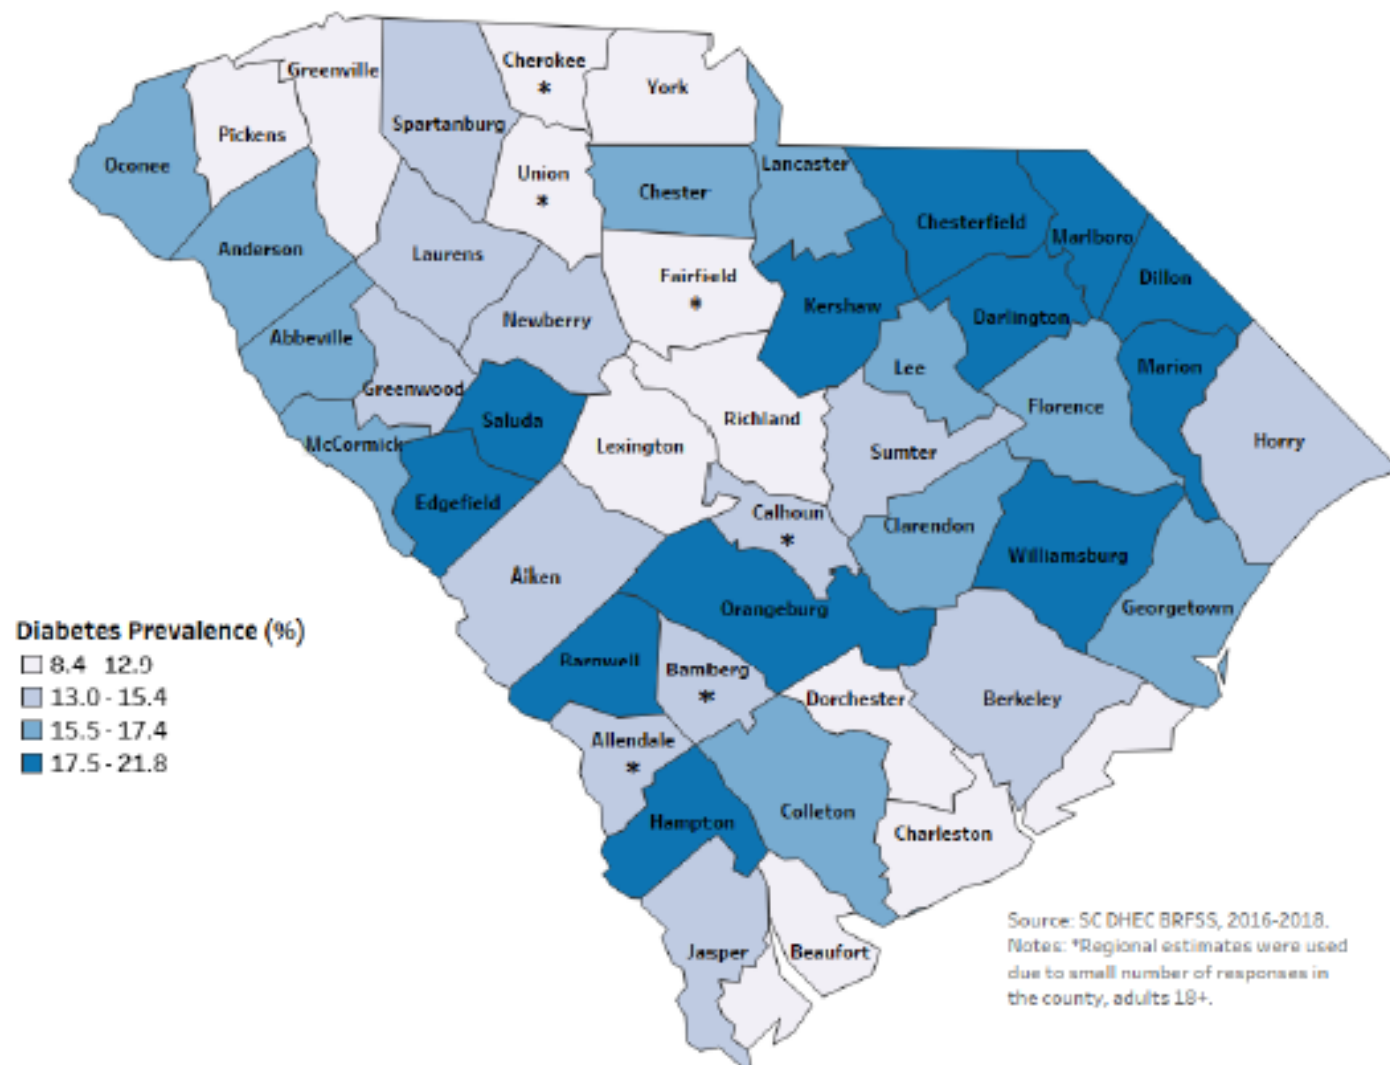 Cherokee
*
Greenville
York
Spartanburg
Pickens
Oconee
Union
*
Lancaster
Chester
Chesterfield
Marlboro
Anderson
Laurens
Fairfield
*
Dillon
Kershaw
Newberry
Darlington
Abbeville
Lee
Marion
Greenwood
Florence
Saluda
Richland
McCormick
Lexington
Sumter
Horry
Edgefield
Calhoun
*
Clarendon
Williamsburg
Aiken
Orangeburg
Georgetown
Barnwell
Bamberg
*
Dorchester
Berkeley
Allendale
*
Hampton
Colleton
Charleston
Jasper
Beaufort
Diabetes Prevalence (%)
8.4 12.9
13.0 - 15.4
15.5 - 17.4
17.5 - 21.8
Source: SC DHEC BRFSS, 2016-2018.
Notes: *Regional estimates were used
due to small number of responses in
the county, adults 18+.